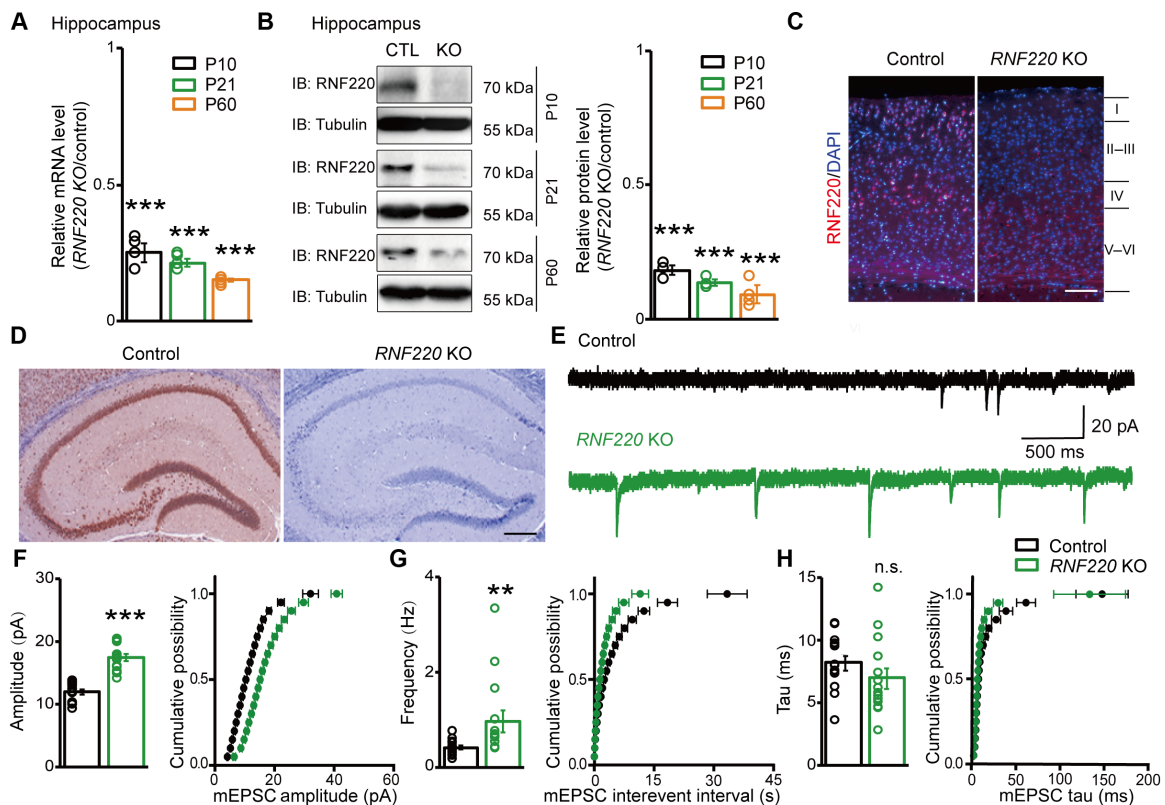 A
Hippocampus
Relative mRNA level
(RNF220 KO/control)
1
0.5
0
P10
P21
P60
***
***
***
B
Hippocampus
CTL
KO
IB: RNF220
70 kDa
IB: Tubulin
55 kDa
P10
IB: RNF220
70 kDa
IB: Tubulin
55 kDa
P21
IB: RNF220
70 kDa
IB: Tubulin
55 kDa
P60
Relative protein level
(RNF220 KO/control)
1
0.5
0
P10
P21
P60
***
***
***
C
Control
RNF220 KO
RNF220/DAPI
I
II–III
IV
V–VI
D
Control
RNF220 KO
E
Control
20 pA
500 ms
RNF220 KO
F
Amplitude (pA)
30
20
10
0
***
Cumulative possibility
1.0
0.5
0.0
0
20
40
60
mEPSC amplitude (pA)
G
Frequency (Hz)
4
2
0
**
Cumulative possibility
1.0
0.5
0.0
0
15
30
45
mEPSC interevent interval (s)
H
Control
RNF220 KO
Tau (ms)
15
10
5
0
n.s.
Cumulative possibility
1.0
0.5
0.0
0
50
100
150
200
mEPSC tau (ms)